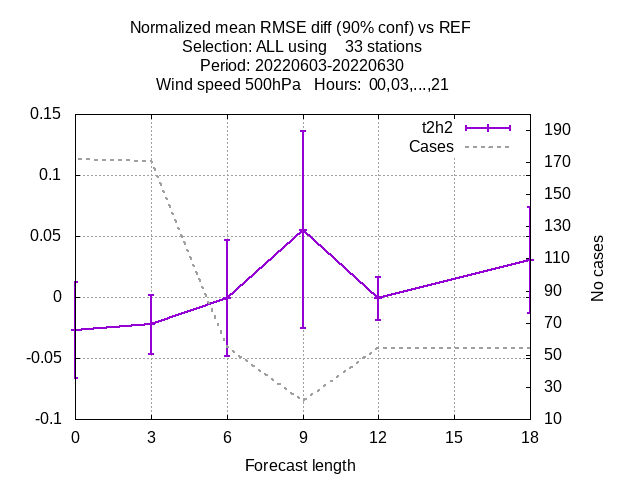 Normalized mean RMSE diff (90% conf) vs REF
Selection: ALL using    33 stations
Period: 20220603-20220630
Wind speed 500hPa   Hours:  00,03,...,21
t2h2
Cases
0.15
0.1
0.05
0
-0.05
-0.1
190
170
150
130
110
90
70
50
30
10
No cases
0 3 6 9 12 15 18
Forecast length